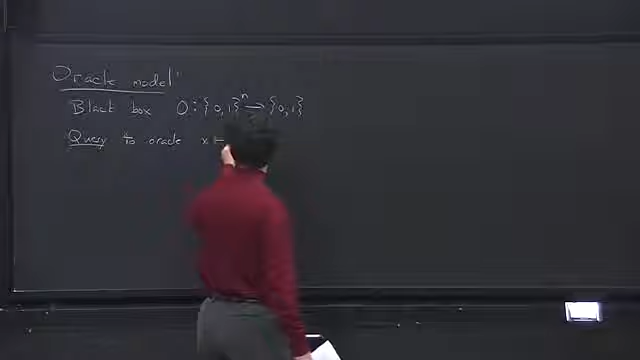 Oracle model:
Black box O: {0,1}^n → {0,1}
Query to oracle x ↦